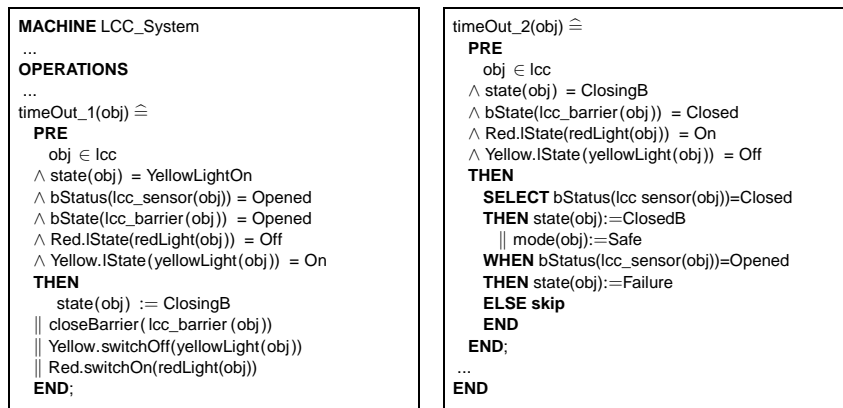 MACHINE LCC_System
...
OPERATIONS
...
timeOut_1(obj) ≙
PRE
obj ∈ lcc
∧ state(obj) = YellowLightOn
∧ bStatus(lcc_sensor(obj)) = Opened
∧ bState(lcc_barrier(obj)) = Opened
∧ Red.lState(redLight(obj)) = Off
∧ Yellow.lState(yellowLight(obj)) = On
THEN
state(obj) := ClosingB
|| closeBarrier(lcc_barrier(obj))
|| Yellow.switchOff(yellowLight(obj))
|| Red.switchOn(redLight(obj))
END;
timeOut_2(obj) ≙
PRE
obj ∈ lcc
∧ state(obj) = ClosingB
∧ bState(lcc_barrier(obj)) = Closed
∧ Red.lState(redLight(obj)) = On
∧ Yellow.lState(yellowLight(obj)) = Off
THEN
SELECT bStatus(lcc sensor(obj))=Closed
THEN state(obj):=ClosedB
|| mode(obj):=Safe
WHEN bStatus(lcc_sensor(obj))=Opened
THEN state(obj):=Failure
ELSE skip
END
END;
...
END